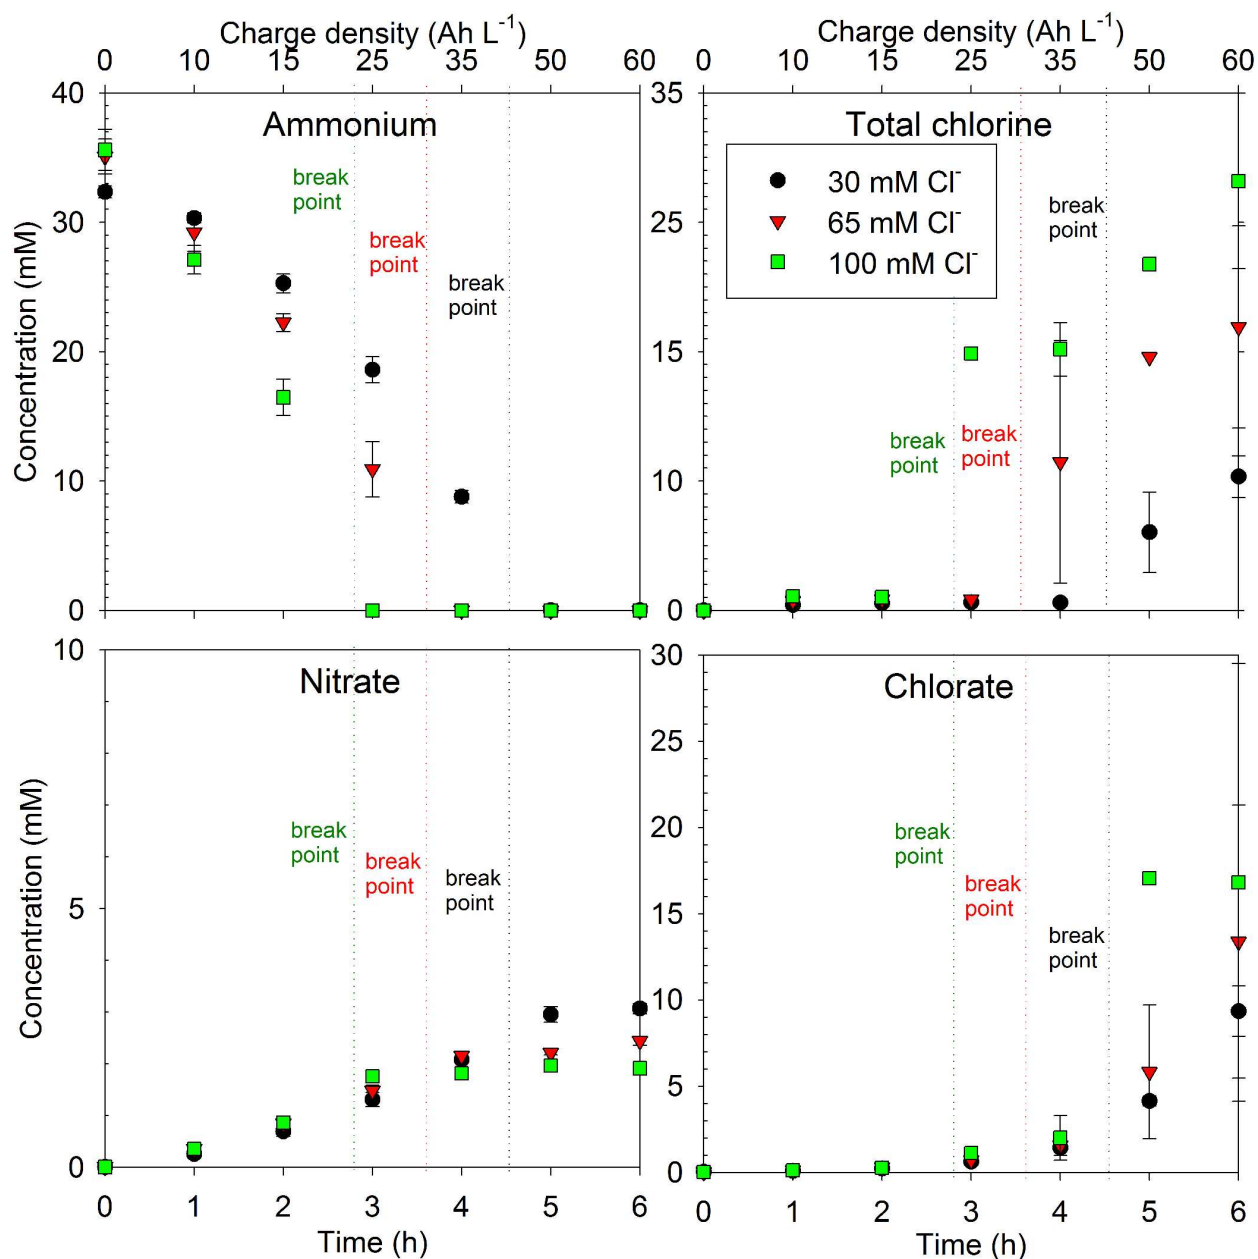 Charge density (Ah L⁻¹)
0 10 15 25 35 50 60
Charge density (Ah L⁻¹)
0 10 15 25 35 50 60
Concentration (mM)
40
30
20
10
0
Ammonium
break
point
break
point
break
point
35
25
15
10
0
Total chlorine
30 mM Cl⁻
65 mM Cl⁻
100 mM Cl⁻
break
point
break
point
break
point
Concentration (mM)
10
5
0
Nitrate
break
point
break
point
break
point
0 1 2 3 4 5 6
Time (h)
30
25
20
15
10
5
0
Chlorate
break
point
break
point
break
point
0 1 2 3 4 5 6
Time (h)